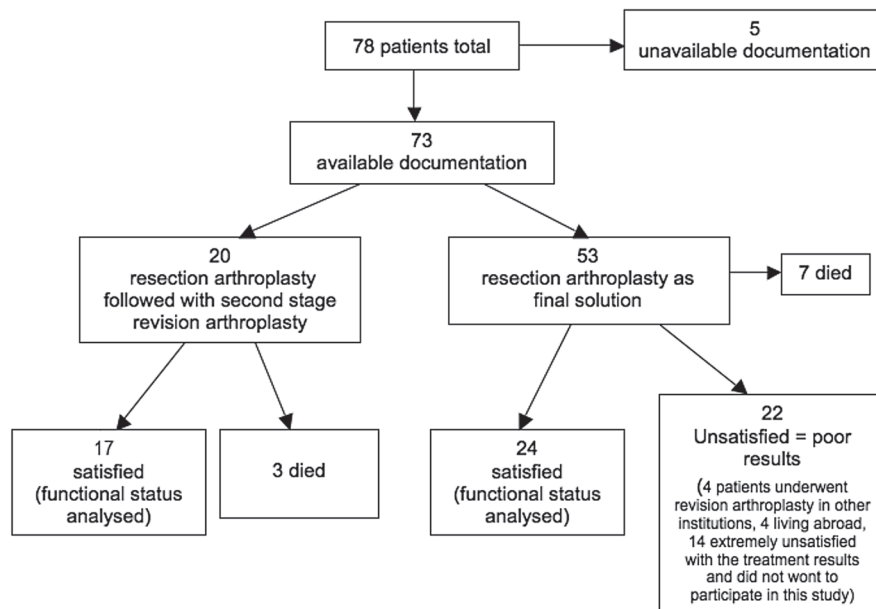 78 patients total
5
unavailable documentation
73
available documentation
20
resection arthroplasty
followed with second stage
revision arthroplasty
53
resection arthroplasty as
final solution
7 died
17
satisfied
(functional status
analysed)
3 died
24
satisfied
(functional status
analysed)
22
Unsatisfied = poor
results
(4 patients underwent
revision arthroplasty in other
institutions, 4 living abroad,
14 extremely unsatisfied
with the treatment results
and did not wont to
participate in this study)